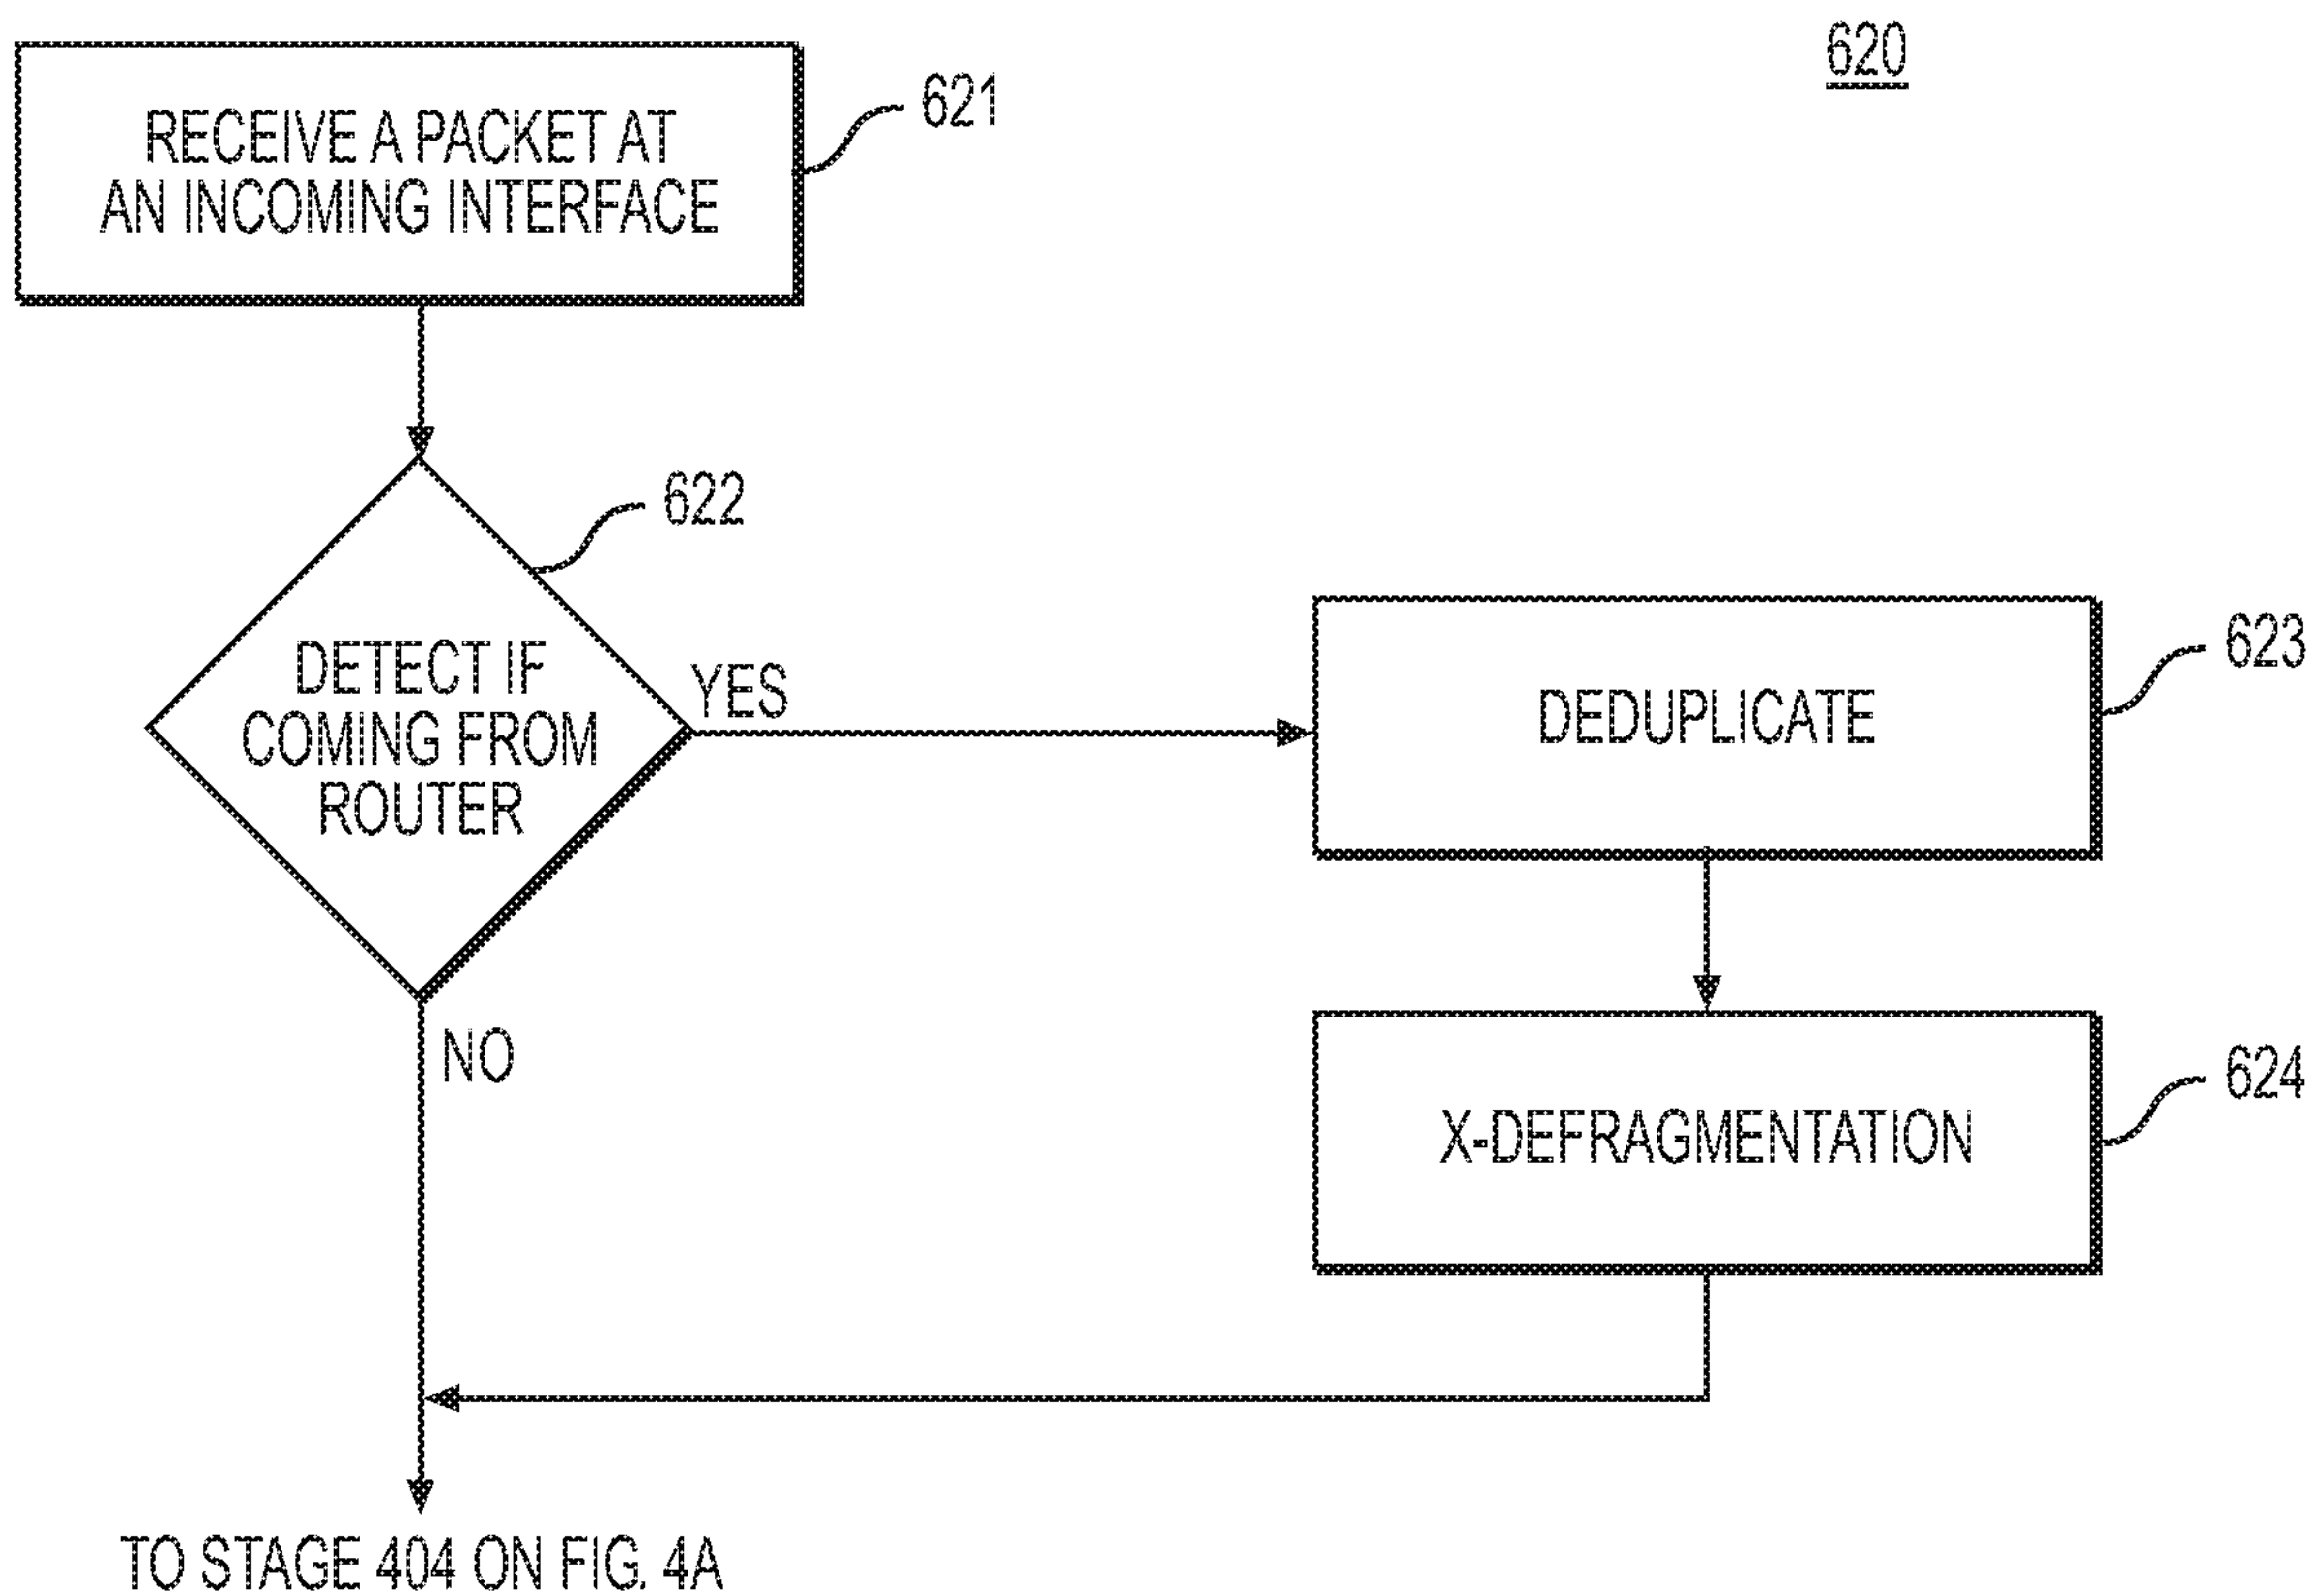 620
RECEIVE A PACKET AT
AN INCOMING INTERFACE
621
622
DETECT IF
COMING FROM
ROUTER
YES
DEDUPLICATE
623
NO
X-DEFRAGMENTATION
624
TO STAGE 404 ON FIG. 4A